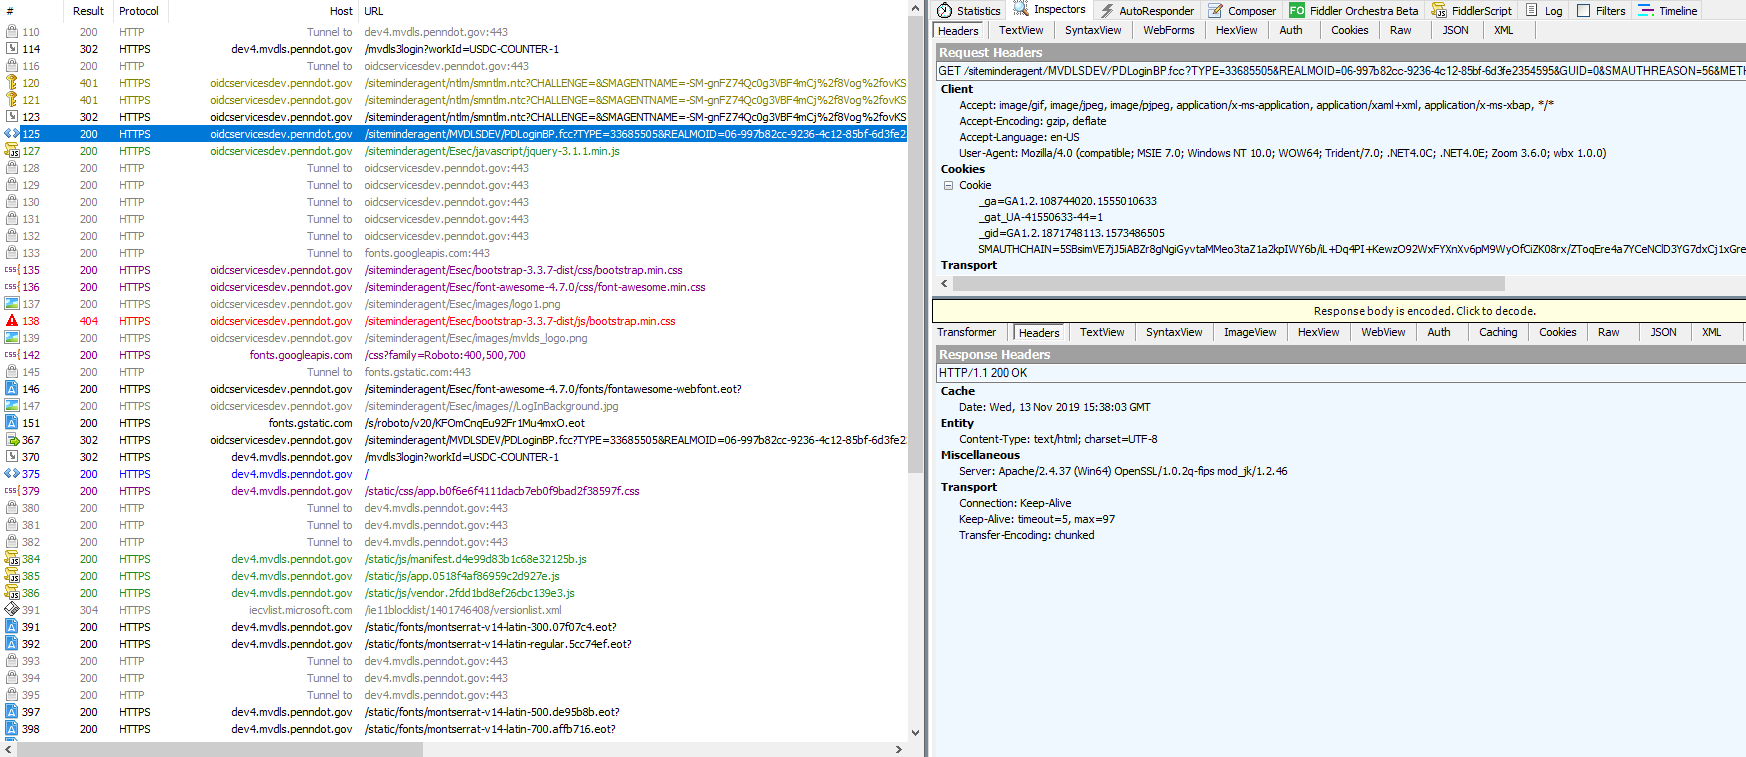 # Result Protocol Host URL
110 200 HTTP Tunnel to dev4.mvdls.penndot.gov:443
114 302 HTTPS dev4.mvdls.penndot.gov /mvdls3login?workId=USDC-COUNTER-1
116 200 HTTP Tunnel to oidcservicesdev.penndot.gov:443
120 401 HTTPS oidcservicesdev.penndot.gov /siteminderagent/ntlm/smntlm.ntc?CHALLENGE=&SMAGENTNAME=-SM-gnFZ74Qc0g3VBF4mCj%2f8Vog%2fovKS
121 401 HTTPS oidcservicesdev.penndot.gov /siteminderagent/ntlm/smntlm.ntc?CHALLENGE=&SMAGENTNAME=-SM-gnFZ74Qc0g3VBF4mCj%2f8Vog%2fovKS
123 302 HTTPS oidcservicesdev.penndot.gov /siteminderagent/ntlm/smntlm.ntc?CHALLENGE=&SMAGENTNAME=-SM-gnFZ74Qc0g3VBF4mCj%2f8Vog%2fovKS
125 200 HTTPS oidcservicesdev.penndot.gov /siteminderagent/MVDLSDEV/PDLoginBP.fcc?TYPE=33685505&REALMOID=06-997b82cc-9236-4c12-85bf-6d3fe2
127 200 HTTPS oidcservicesdev.penndot.gov /siteminderagent/Esec/javascript/jquery-3.1.1.min.js
128 200 HTTP Tunnel to oidcservicesdev.penndot.gov:443
129 200 HTTP Tunnel to oidcservicesdev.penndot.gov:443
130 200 HTTP Tunnel to oidcservicesdev.penndot.gov:443
131 200 HTTP Tunnel to oidcservicesdev.penndot.gov:443
132 200 HTTP Tunnel to oidcservicesdev.penndot.gov:443
133 200 HTTP Tunnel to fonts.googleapis.com:443
135 200 HTTPS oidcservicesdev.penndot.gov /siteminderagent/Esec/bootstrap-3.3.7-dist/css/bootstrap.min.css
136 200 HTTPS oidcservicesdev.penndot.gov /siteminderagent/Esec/font-awesome-4.7.0/css/font-awesome.min.css
137 200 HTTPS oidcservicesdev.penndot.gov /siteminderagent/Esec/images/logo1.png
138 404 HTTPS oidcservicesdev.penndot.gov /siteminderagent/Esec/bootstrap-3.3.7-dist/js/bootstrap.min.css
139 200 HTTPS oidcservicesdev.penndot.gov /siteminderagent/Esec/images/mvlds_logo.png
142 200 HTTPS fonts.googleapis.com /css?family=Roboto:400,500,700
145 200 HTTP Tunnel to fonts.gstatic.com:443
146 200 HTTPS oidcservicesdev.penndot.gov /siteminderagent/Esec/font-awesome-4.7.0/fonts/fontawesome-webfont.eot?
147 200 HTTPS oidcservicesdev.penndot.gov /siteminderagent/Esec/images//LogInBackground.jpg
151 200 HTTPS fonts.gstatic.com /s/roboto/v20/KFOmCnqEu92Fr1Mu4mxO.eot
367 302 HTTPS oidcservicesdev.penndot.gov /siteminderagent/MVDLSDEV/PDLoginBP.fcc?TYPE=33685505&REALMOID=06-997b82cc-9236-4c12-85bf-6d3fe23
370 302 HTTPS dev4.mvdls.penndot.gov /mvdls3login?workId=USDC-COUNTER-1
375 200 HTTPS dev4.mvdls.penndot.gov /
379 200 HTTPS dev4.mvdls.penndot.gov /static/css/app.b0f6e6f4111dacb7eb0f9bad2f38597f.css
380 200 HTTP Tunnel to dev4.mvdls.penndot.gov:443
381 200 HTTP Tunnel to dev4.mvdls.penndot.gov:443
382 200 HTTP Tunnel to dev4.mvdls.penndot.gov:443
384 200 HTTPS dev4.mvdls.penndot.gov /static/js/manifest.d4e99d83b1c68e32125b.js
385 200 HTTPS dev4.mvdls.penndot.gov /static/js/app.0518f4af86959c2d927e.js
386 200 HTTPS dev4.mvdls.penndot.gov /static/js/vendor.2fdd1bd8ef26cbc139e3.js
391 304 HTTPS iecvlist.microsoft.com /ie11blocklist/1401746408/versionlist.xml
391 200 HTTPS dev4.mvdls.penndot.gov /static/fonts/montserrat-v14-latin-300.07f07c4.eot?
392 200 HTTPS dev4.mvdls.penndot.gov /static/fonts/montserrat-v14-latin-regular.5cc74ef.eot?
393 200 HTTP Tunnel to dev4.mvdls.penndot.gov:443
394 200 HTTP Tunnel to dev4.mvdls.penndot.gov:443
395 200 HTTP Tunnel to dev4.mvdls.penndot.gov:443
397 200 HTTPS dev4.mvdls.penndot.gov /static/fonts/montserrat-v14-latin-500.de95b8b.eot?
398 200 HTTPS dev4.mvdls.penndot.gov /static/fonts/montserrat-v14-latin-700.affb716.eot?
Statistics Inspectors AutoResponder Composer FO Fiddler Orchestra Beta FiddlerScript Log Filters Timeline
Headers TextView SyntaxView WebForms HexView Auth Cookies Raw JSON XML
Request Headers
GET /siteminderagent/MVDLSDEV/PDLoginBP.fcc?TYPE=33685505&REALMOID=06-997b82cc-9236-4c12-85bf-6d3fe2354595&GUID=0&SMAUTHREASON=56&METH
Client
Accept: image/gif, image/jpeg, image/pjpeg, application/x-ms-application, application/xaml+xml, application/x-ms-xbap, */*
Accept-Encoding: gzip, deflate
Accept-Language: en-US
User-Agent: Mozilla/4.0 (compatible; MSIE 7.0; Windows NT 10.0; WOW64; Trident/7.0; .NET4.0C; .NET4.0E; Zoom 3.6.0; wbx 1.0.0)
Cookies
Cookie
_ga=GA1.2.108744020.1555010633
_gat_UA-41550633-44=1
_gid=GA1.2.1871748113.1573486505
SMAUTHCHAIN=5SBsimVE7jJ5iABZr8gNgiGyvtaMMeo3taZ1a2kpIWY6b/iL+Dq4PI+KewzO92WxFYXnXv6pM9WyOfCiZK08rx/ZToqEre4a7YCeNClD3YG7dxCj1xGre
Transport
Response body is encoded. Click to decode.
Transformer Headers TextView SyntaxView ImageView HexView WebView Auth Caching Cookies Raw JSON XML
Response Headers
HTTP/1.1 200 OK
Cache
Date: Wed, 13 Nov 2019 15:38:03 GMT
Entity
Content-Type: text/html; charset=UTF-8
Miscellaneous
Server: Apache/2.4.37 (Win64) OpenSSL/1.0.2q-fips mod_jk/1.2.46
Transport
Connection: Keep-Alive
Keep-Alive: timeout=5, max=97
Transfer-Encoding: chunked